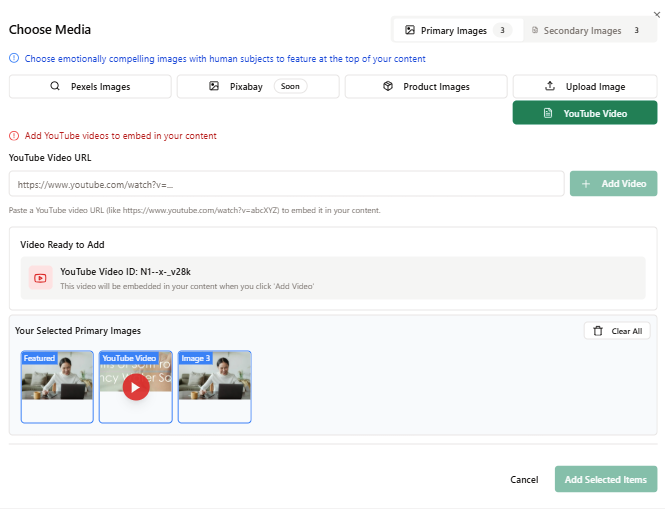 Choose Media
Primary Images 3
Secondary Images 3
Choose emotionally compelling images with human subjects to feature at the top of your content
Pexels Images
Pixabay Soon
Product Images
Upload Image
YouTube Video
Add YouTube videos to embed in your content
YouTube Video URL
https://www.youtube.com/watch?v=...
Add Video
Paste a YouTube video URL (like https://www.youtube.com/watch?v=abcXYZ) to embed it in your content.
Video Ready to Add
YouTube Video ID: N1--x-_v28k
This video will be embedded in your content when you click 'Add Video'
Your Selected Primary Images
Clear All
Featured
YouTube Video
Image 3
Cancel
Add Selected Items